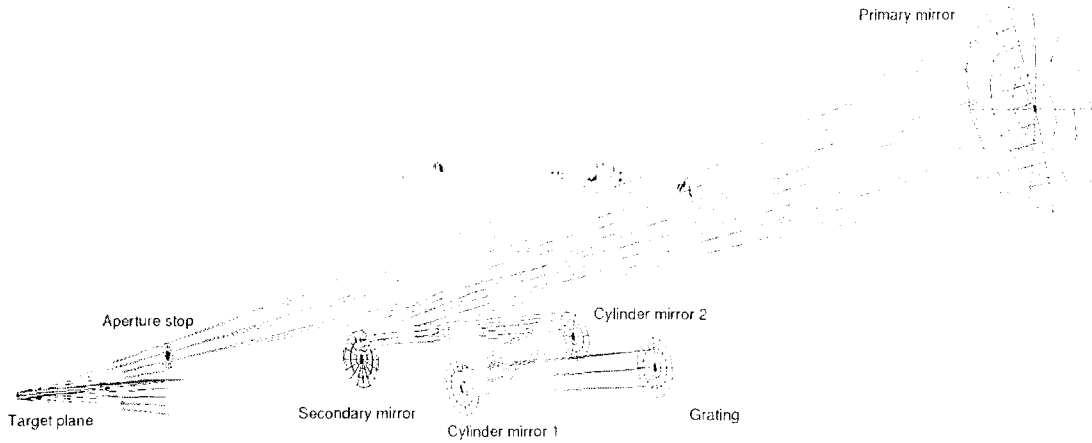 Primary mirror
Aperture stop
Cylinder mirror 2
Target plane
Secondary mirror
Grating
Cylinder mirror 1